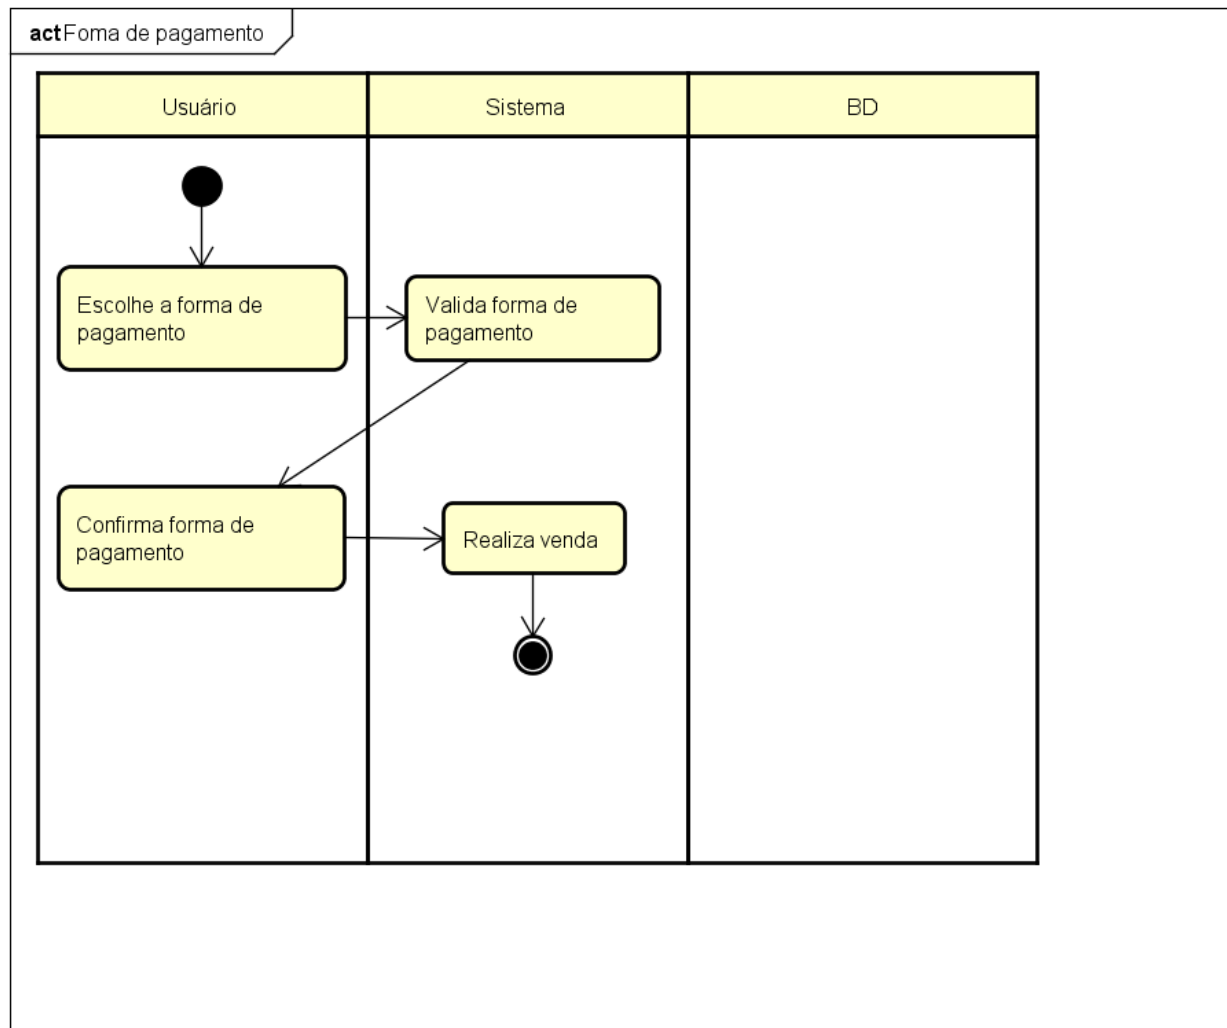 act Foma de pagamento
Usuário
Sistema
BD
Escolhe a forma de
pagamento
Valida forma de
pagamento
Confirma forma de
pagamento
Realiza venda